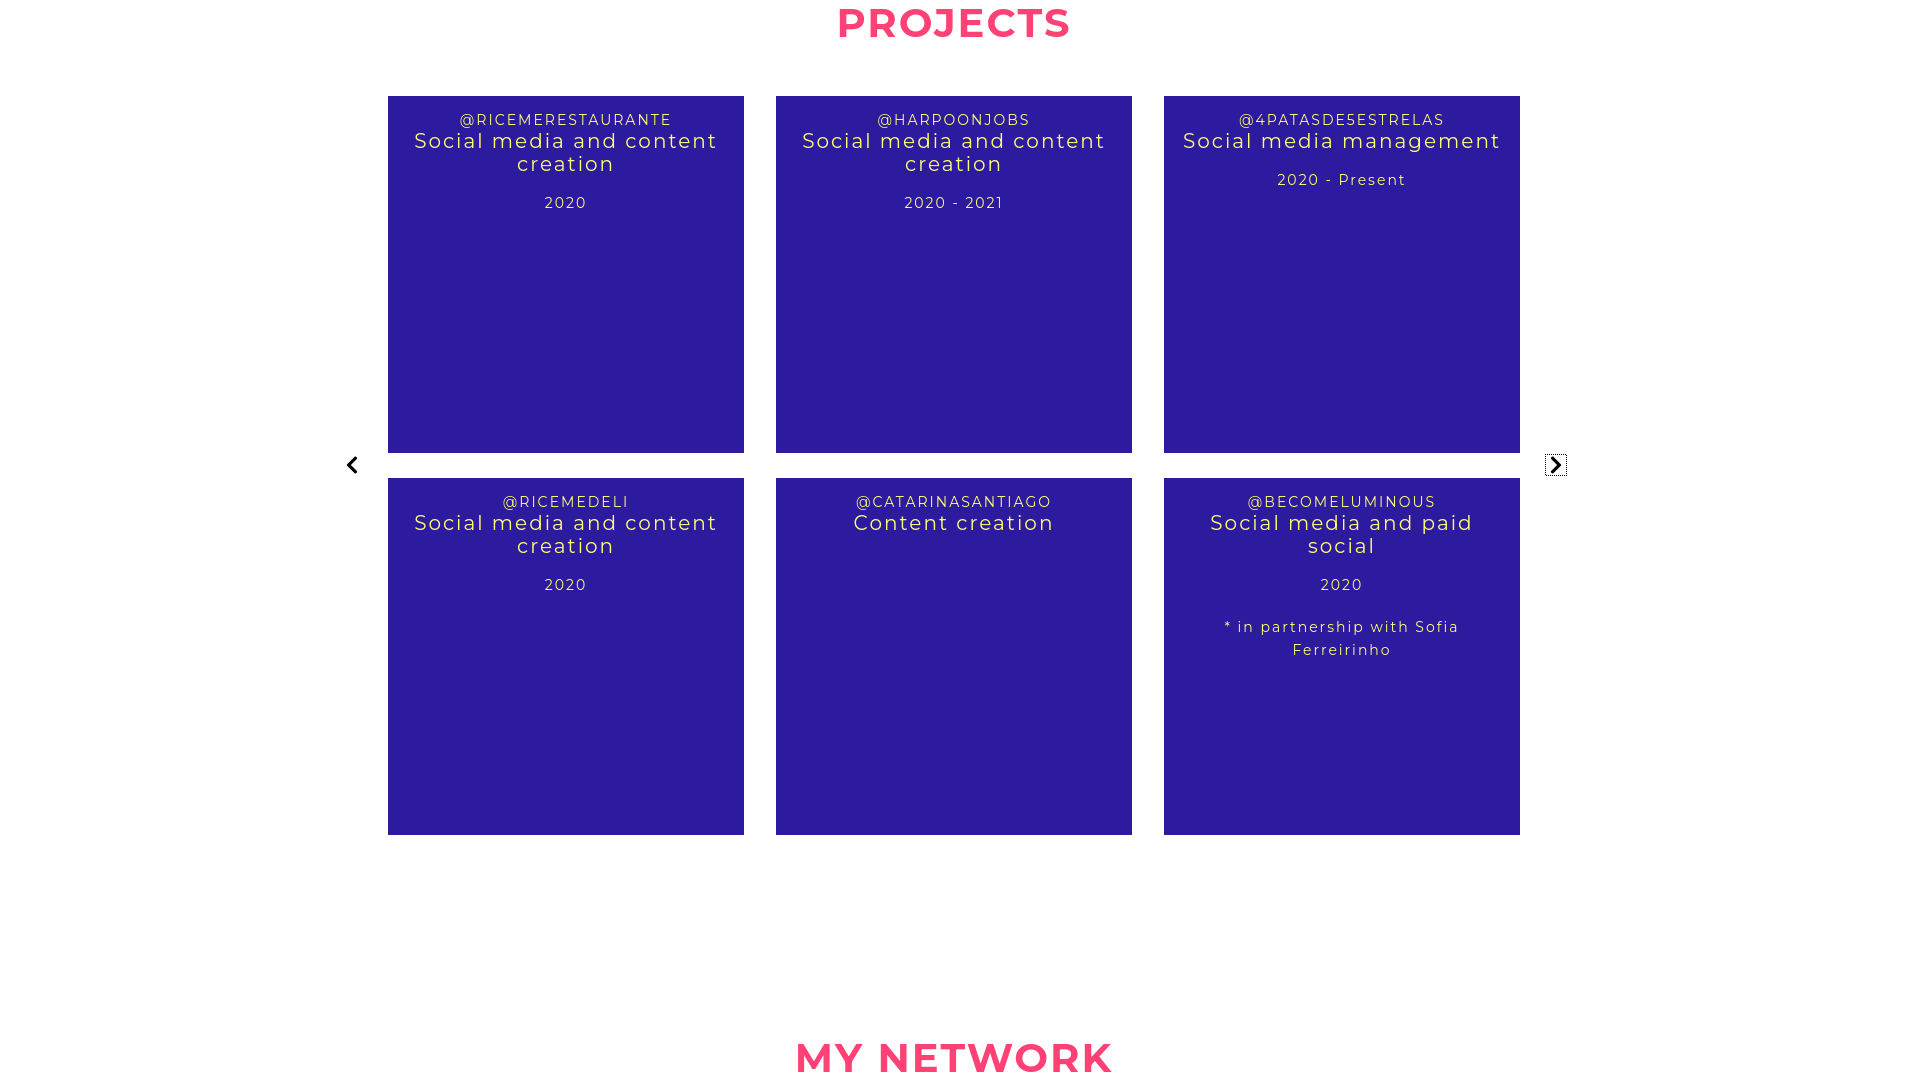 PROJECTS
@RICEMERESTAURANTE
Social media and content
creation
2020
@HARPOONJOBS
Social media and content
creation
2020 - 2021
@4PATASDE5ESTRELAS
Social media management
2020 - Present
@RICEMEDELI
Social media and content
creation
2020
@CATARINASANTIAGO
Content creation
@BECOMELUMINOUS
Social media and paid
social
2020
* in partnership with Sofia
Ferreirinho
MY NETWORK